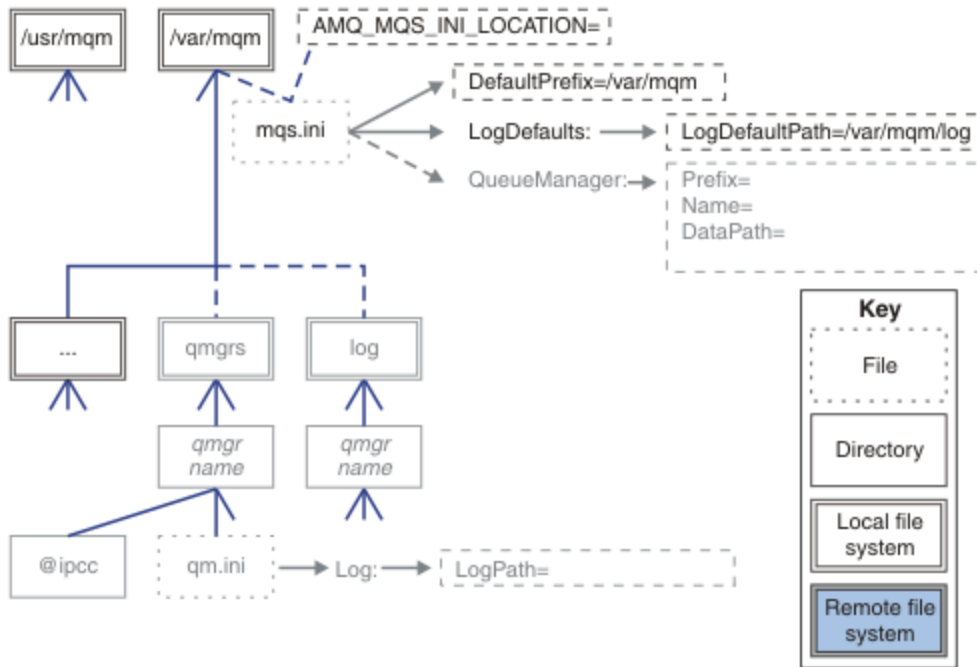 /usr/mqm
/var/mqm
AMQ_MQS_INI_LOCATION=
mqs.ini
DefaultPrefix=/var/mqm
LogDefaults:
LogDefaultPath=/var/mqm/log
QueueManager:
Prefix=
Name=
DataPath=
...
qmgrs
log
qmgr
name
qmgr
name
@ipcc
qm.ini
Log:
LogPath=
Key
File
Directory
Local file
system
Remote file
system